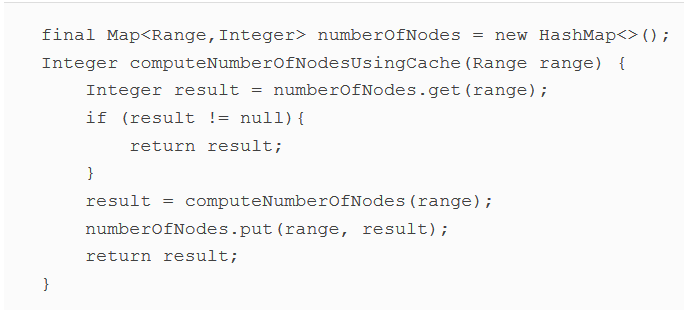 final Map<Range,Integer> numberOfNodes = new HashMap<>();
Integer computeNumberOfNodesUsingCache(Range range) {
    Integer result = numberOfNodes.get(range);
    if (result != null){
        return result;
    }
    result = computeNumberOfNodes(range);
    numberOfNodes.put(range, result);
    return result;
}